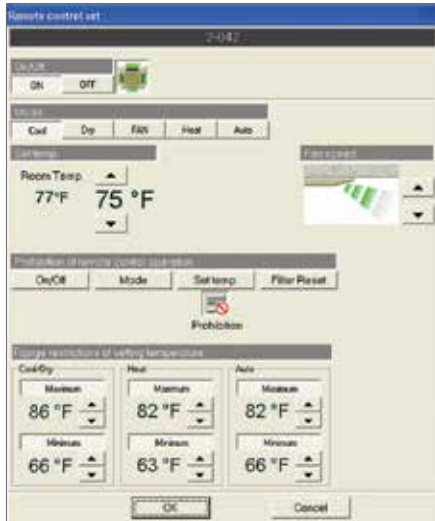 Remote control set
2-042
On/Off
ON OFF
Mode
Cool Dry FAN Heat Auto
Set temp. Fan speed
Room Temp.
77°F 75 °F
Prohibition of remote control operation
On/Off Mode Set temp. Filter Reset
Prohibition
Range restrictions of setting temperature
Cool/Dry Heat Auto
Maximum Maximum Maximum
86 °F 82 °F 82 °F
Minimum Minimum Minimum
66 °F 63 °F 66 °F
OK Cancel